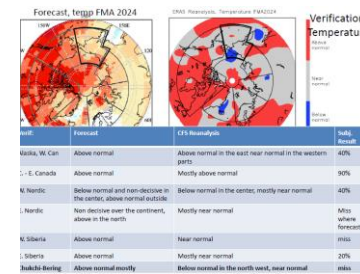 Forecast, temp FMA 2024
ERA5 Reanalysis, Temperature FMA2024
Verification
Temperatur
Above
normal
Near
normal
Below
normal
Forecast
CFS Reanalysis
Subj.
Result
Alaska, W. Can
Above normal
Above normal in the east near normal in the western
parts
40%
C. - E. Canada
Above normal
Mostly above normal
90%
W. Nordic
Below normal and non-decisive in
the center, above normal outside
Below normal in the center, mostly near normal
40%
E. Nordic
Non decisive over the continent,
above in the north
Mostly near normal
Miss
where
forecast
W. Siberia
Above normal
Near normal
miss
E. Siberia
Above normal
Mostly near normal
20%
Chukchi-Bering
Above normal mostly
Below normal in the north west, near normal
miss